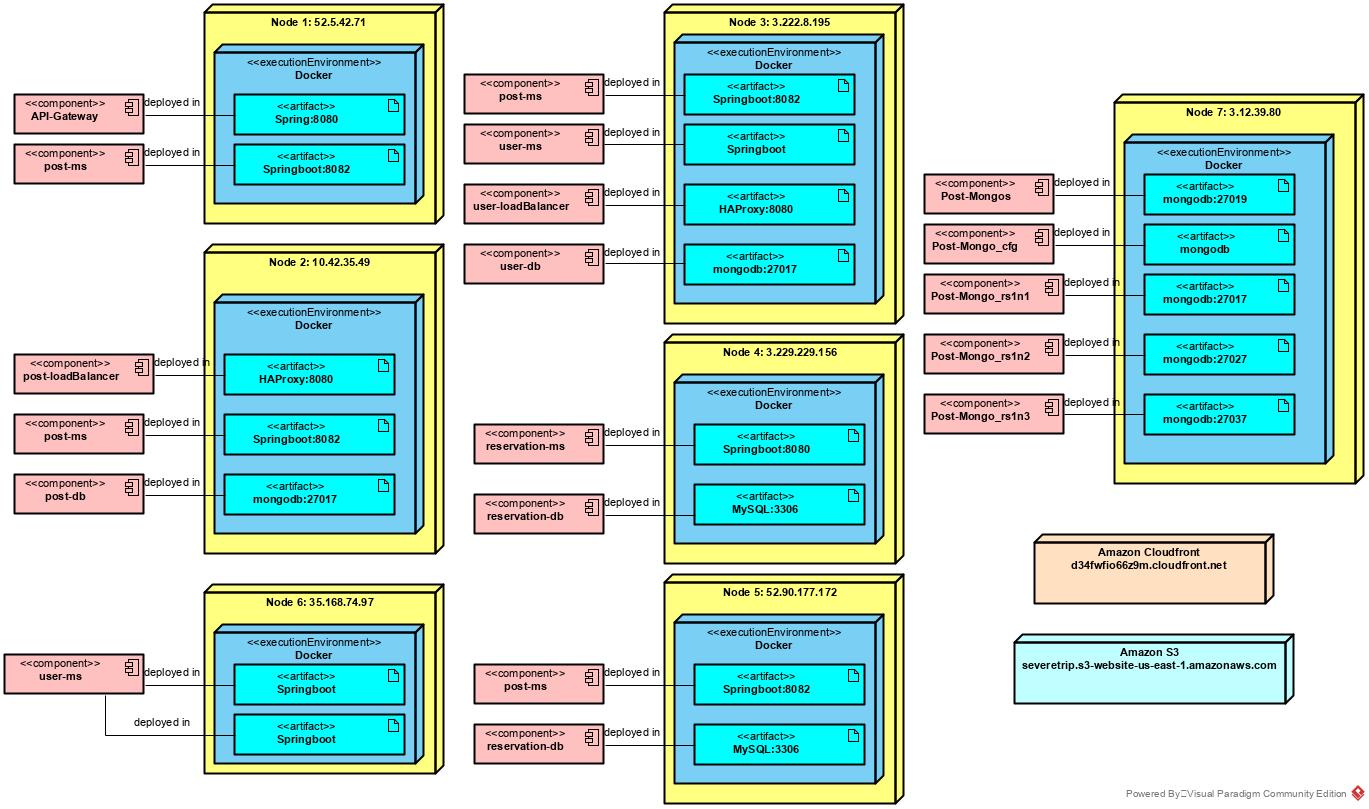 Node 1: 52.5.42.71
<<executionEnvironment>>
Docker
<<component>>
API-Gateway
deployed in
<<artifact>>
Spring:8080
<<component>>
post-ms
deployed in
<<artifact>>
Springboot:8082
Node 2: 10.42.35.49
<<executionEnvironment>>
Docker
<<component>>
post-loadBalancer
deployed in
<<artifact>>
HAProxy:8080
<<component>>
post-ms
deployed in
<<artifact>>
Springboot:8082
<<component>>
post-db
deployed in
<<artifact>>
mongodb:27017
Node 6: 35.168.74.97
<<executionEnvironment>>
Docker
<<component>>
user-ms
deployed in
<<artifact>>
Springboot
deployed in
<<artifact>>
Springboot
Node 3: 3.222.8.195
<<executionEnvironment>>
Docker
<<component>>
post-ms
deployed in
<<artifact>>
Springboot:8082
<<component>>
user-ms
deployed in
<<artifact>>
Springboot
<<component>>
user-loadBalancer
deployed in
<<artifact>>
HAProxy:8080
<<component>>
user-db
deployed in
<<artifact>>
mongodb:27017
Node 4: 3.229.229.156
<<executionEnvironment>>
Docker
<<component>>
reservation-ms
deployed in
<<artifact>>
Springboot:8080
<<component>>
reservation-db
deployed in
<<artifact>>
MySQL:3306
Node 5: 52.90.177.172
<<executionEnvironment>>
Docker
<<component>>
post-ms
deployed in
<<artifact>>
Springboot:8082
<<component>>
reservation-db
deployed in
<<artifact>>
MySQL:3306
Node 7: 3.12.39.80
<<executionEnvironment>>
Docker
<<component>>
Post-Mongos
deployed in
<<artifact>>
mongodb:27019
<<component>>
Post-Mongo_cfg
deployed in
<<artifact>>
mongodb
<<component>>
Post-Mongo_rs1n1
deployed in
<<artifact>>
mongodb:27017
<<component>>
Post-Mongo_rs1n2
deployed in
<<artifact>>
mongodb:27027
<<component>>
Post-Mongo_rs1n3
deployed in
<<artifact>>
mongodb:27037
Amazon Cloudfront
d34fwfio66z9m.cloudfront.net
Amazon S3
severetrip.s3-website-us-east-1.amazonaws.com
Powered By Visual Paradigm Community Edition